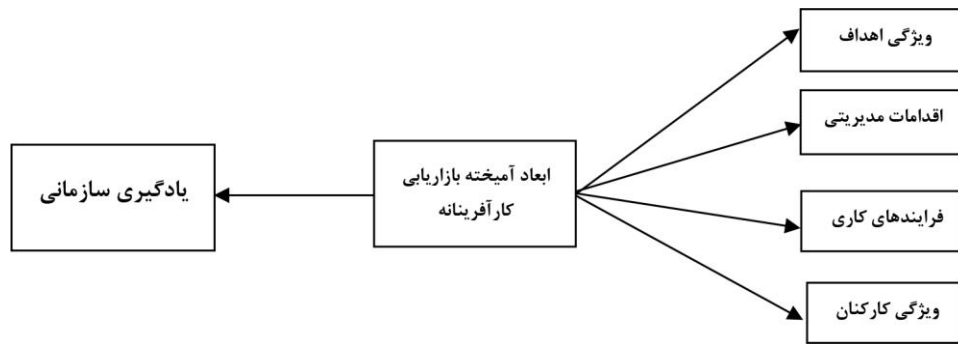 ویژگی اهداف
اقدامات مدیریتی
فرایندهای کاری
ویژگی کارکنان
ابعاد آمیخته بازاریابی
کارآفرینانه
یادگیری سازمانی